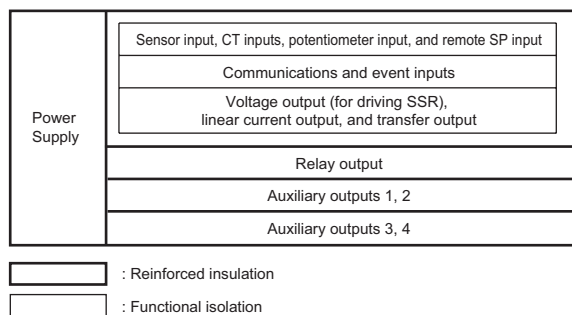 Sensor input, CT inputs, potentiometer input, and remote SP input
Communications and event inputs
Voltage output (for driving SSR),
linear current output, and transfer output
Power
Supply
Relay output
Auxiliary outputs 1, 2
Auxiliary outputs 3, 4
: Reinforced insulation
: Functional isolation